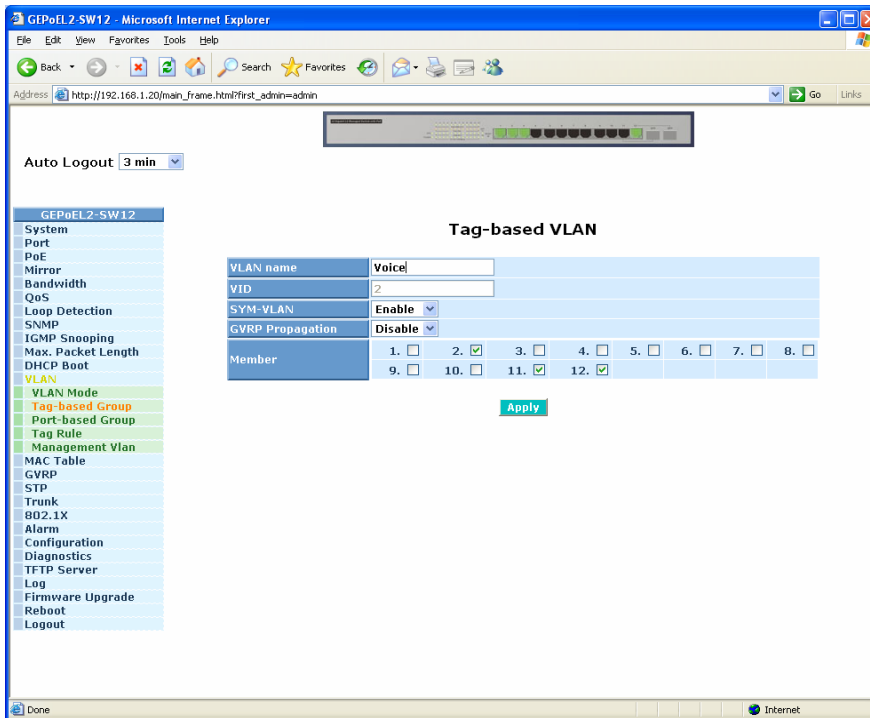 GEPoEL2-SW12 - Microsoft Internet Explorer
File Edit View Favorites Tools Help
Back Search Favorites
Address http://192.168.1.20/main_frame.html?first_admin=admin Go Links
Auto Logout 3 min
GEPoEL2-SW12
System
Port
PoE
Mirror
Bandwidth
QoS
Loop Detection
SNMP
IGMP Snooping
Max. Packet Length
DHCP Boot
VLAN
VLAN Mode
Tag-based Group
Port-based Group
Tag Rule
Management Vlan
MAC Table
GVRP
STP
Trunk
802.1X
Alarm
Configuration
Diagnostics
TFTP Server
Log
Firmware Upgrade
Reboot
Logout
Tag-based VLAN
VLAN name Voice
VID 2
SYM-VLAN Enable
GVRP Propagation Disable
Member 1. 2. 3. 4. 5. 6. 7. 8.
9. 10. 11. 12.
Apply
Done Internet